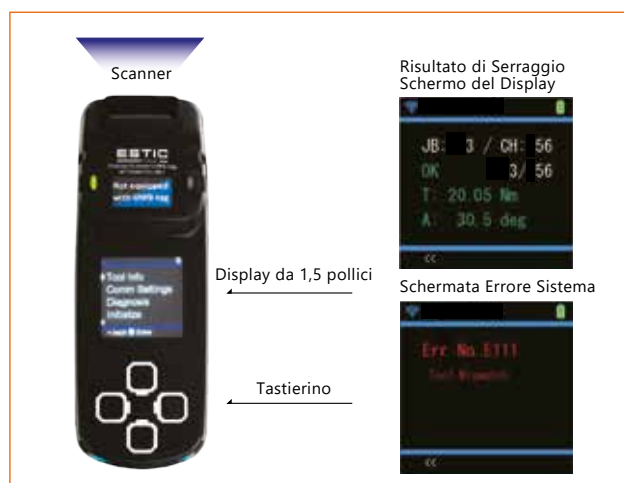 Scanner
ESTIC
Not equipped
with GNPS tag
Tool Info
Comm Settings
Diagnosis
Initialize
Display da 1,5 pollici
Tastierino
Risultato di Serraggio
Schermo del Display
JB: 3 / CH: 56
OK 3/ 56
T: 20.05 Nm
A: 30.5 deg
<<
Schermata Errore Sistema
Err No.E111
<<